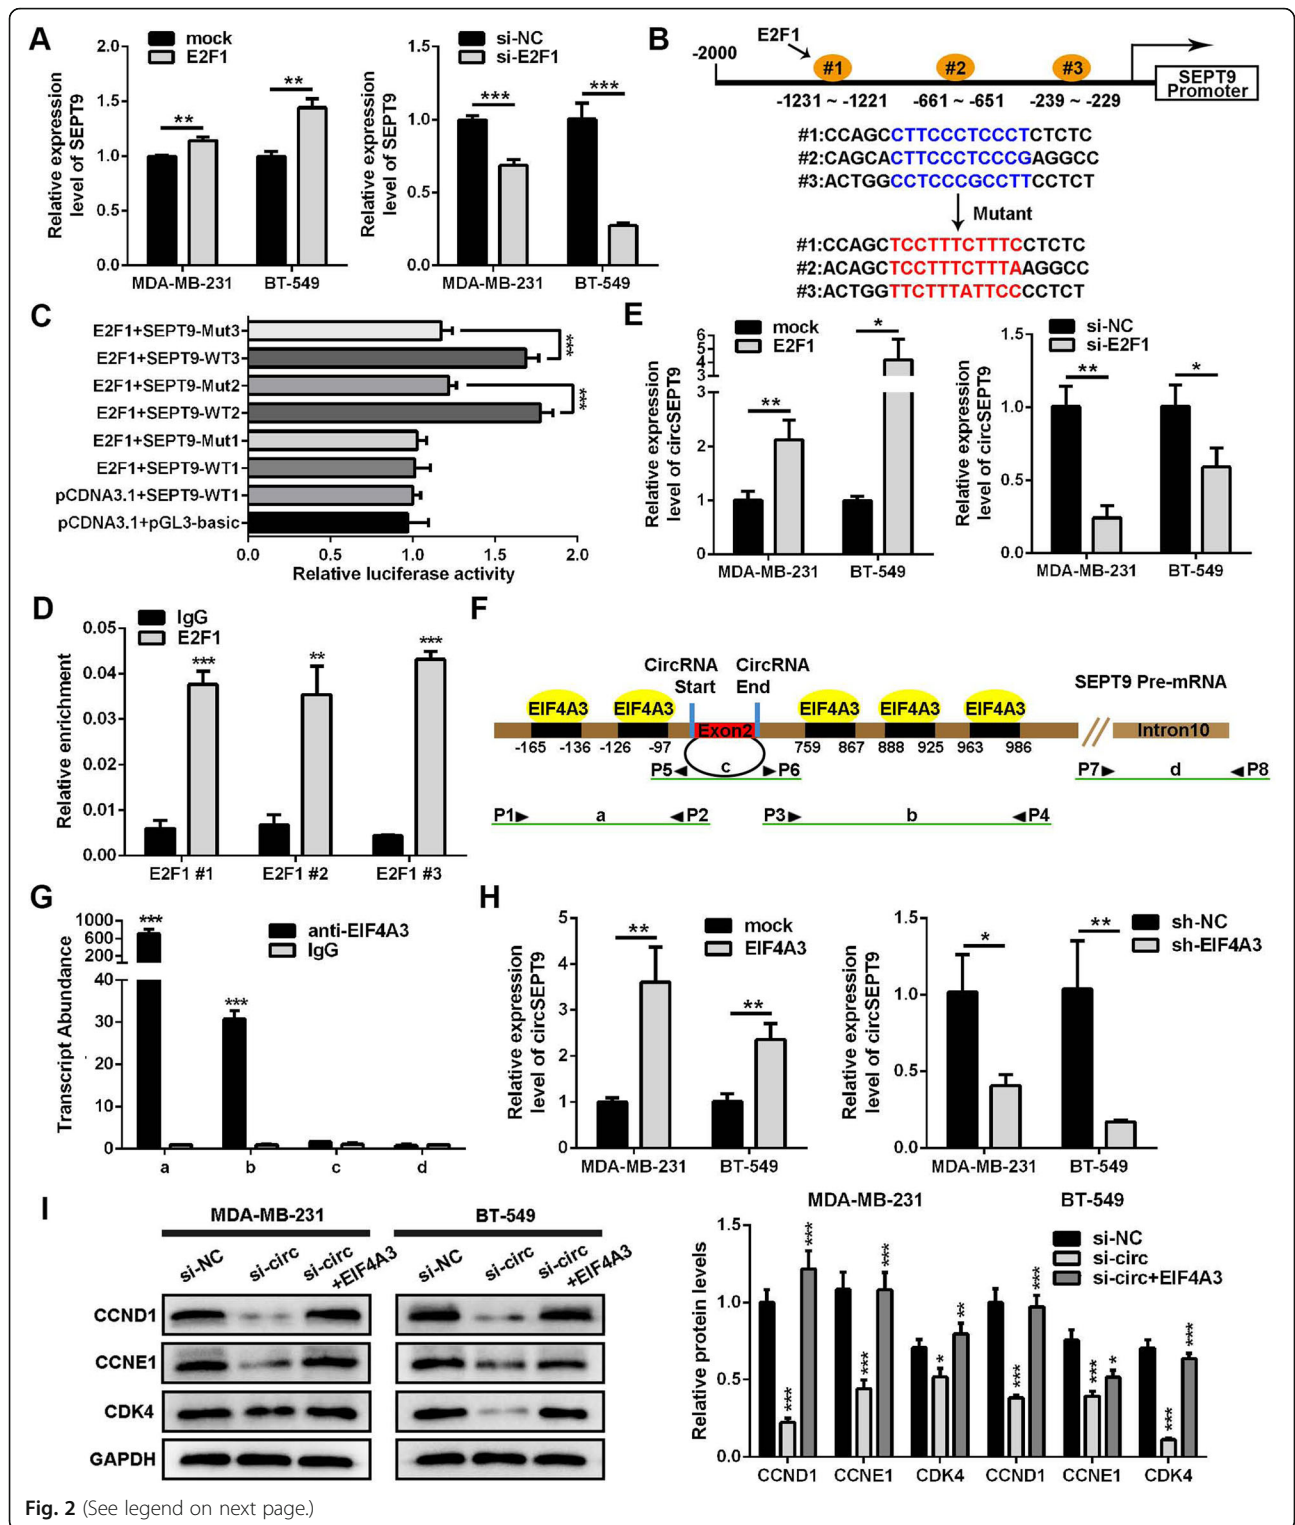 A
mock
E2F1
Relative expression
level of SEPT9
2.0
1.5
1.0
0.5
0.0
**
**
MDA-MB-231
BT-549
si-NC
si-E2F1
Relative expression
level of SEPT9
1.5
1.0
0.5
0.0
***
***
MDA-MB-231
BT-549
B
E2F1
-2000
#1
#2
#3
-1231 ~ -1221
-661 ~ -651
-239 ~ -229
SEPT9
Promoter
#1:CCAGCCTTCCCTCCCTCTCTC
#2:CAGCACTTCCCTCCCGAGGCC
#3:ACTGGCCTCCCGCCTTCCTCT
Mutant
#1:CCAGCTCCTTTCTTTCCTCTC
#2:ACAGCTCCTTTCTTTAAGGCC
#3:ACTGGTTCTTTATTCCCCTCT
C
E2F1+SEPT9-Mut3
E2F1+SEPT9-WT3
E2F1+SEPT9-Mut2
E2F1+SEPT9-WT2
E2F1+SEPT9-Mut1
E2F1+SEPT9-WT1
pCDNA3.1+SEPT9-WT1
pCDNA3.1+pGL3-basic
***
***
0.0
0.5
1.0
1.5
2.0
Relative luciferase activity
E
mock
E2F1
Relative expression
level of circSEPT9
6
5
4
3
3
2
1
0
**
*
MDA-MB-231
BT-549
si-NC
si-E2F1
Relative expression
level of circSEPT9
1.5
1.0
0.5
0.0
**
*
MDA-MB-231
BT-549
D
IgG
E2F1
Relative enrichment
0.05
0.04
0.03
0.02
0.01
0.00
***
**
***
E2F1 #1
E2F1 #2
E2F1 #3
F
CircRNA
Start
CircRNA
End
SEPT9 Pre-mRNA
EIF4A3
EIF4A3
EIF4A3
EIF4A3
EIF4A3
Exon2
Intron10
-165
-136
-126
-97
759
867
888
925
963
986
P5
c
P6
P7
d
P8
P1
a
P2
P3
b
P4
G
anti-EIF4A3
IgG
Transcript Abundance
1000
600
200
40
30
20
10
0
***
***
a
b
c
d
H
mock
EIF4A3
Relative expression
level of circSEPT9
5
4
3
2
1
0
**
**
MDA-MB-231
BT-549
sh-NC
sh-EIF4A3
Relative expression
level of circSEPT9
1.5
1.0
0.5
0.0
*
**
MDA-MB-231
BT-549
I
MDA-MB-231
BT-549
si-NC
si-circ
si-circ
+EIF4A3
si-NC
si-circ
si-circ
+EIF4A3
CCND1
CCNE1
CDK4
GAPDH
MDA-MB-231
BT-549
si-NC
si-circ
si-circ+EIF4A3
Relative protein levels
1.5
1.0
0.5
0.0
***
***
***
***
*
**
***
***
***
*
***
***
CCND1
CCNE1
CDK4
CCND1
CCNE1
CDK4
Fig. 2 (See legend on next page.)